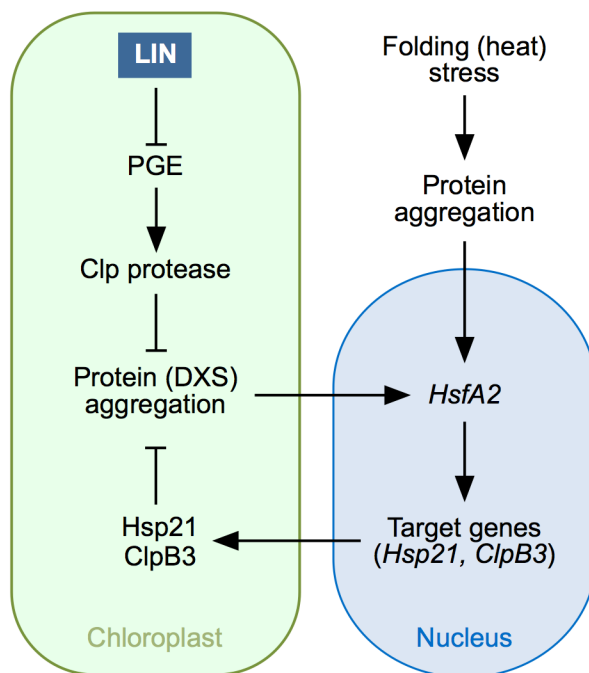 LIN
PGE
Clp protease
Protein (DXS)
aggregation
Hsp21
ClpB3
Chloroplast
Folding (heat)
stress
Protein
aggregation
HsfA2
Target genes
(Hsp21, ClpB3)
Nucleus